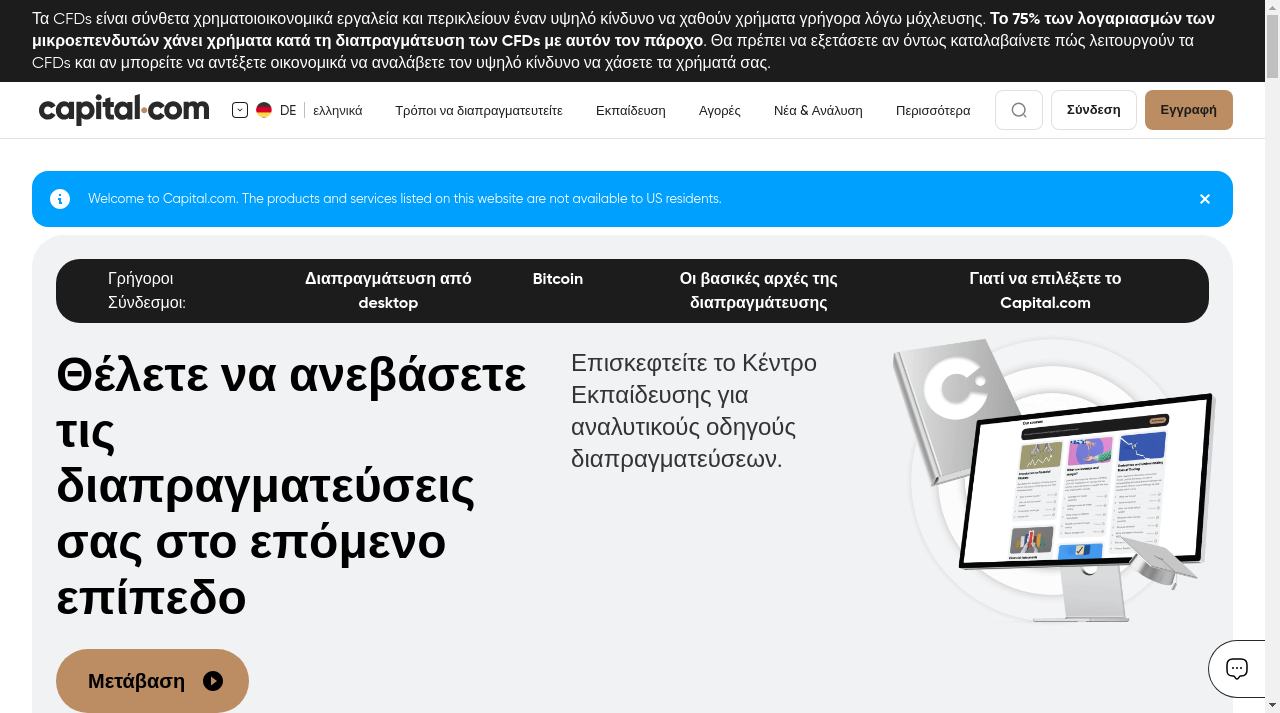 Τα CFDs είναι σύνθετα χρηματοιοικονομικά εργαλεία και περικλείουν έναν υψηλό κίνδυνο να χαθούν χρήματα γρήγορα λόγω μόχλευσης. Το 75% των λογαριασμών των
μικροεπενδυτών χάνει χρήματα κατά τη διαπραγμάτευση των CFDs με αυτόν τον πάροχο. Θα πρέπει να εξετάσετε αν όντως καταλαβαίνετε πώς λειτουργούν τα
CFDs και αν μπορείτε να αντέξετε οικονομικά να αναλάβετε τον υψηλό κίνδυνο να χάσετε τα χρήματά σας.
capital.com
DE
ελληνικά
Τρόποι να διαπραγματευτείτε
Εκπαίδευση
Αγορές
Νέα & Ανάλυση
Περισσότερα
Σύνδεση
Εγγραφή
Welcome to Capital.com. The products and services listed on this website are not available to US residents.
Γρήγοροι
Σύνδεσμοι:
Διαπραγμάτευση από
desktop
Bitcoin
Οι βασικές αρχές της
διαπραγμάτευσης
Γιατί να επιλέξετε το
Capital.com
Θέλετε να ανεβάσετε
τις
διαπραγματεύσεις
σας στο επόμενο
επίπεδο
Επισκεφτείτε το Κέντρο
Εκπαίδευσης για
αναλυτικούς οδηγούς
διαπραγματεύσεων.
Μετάβαση